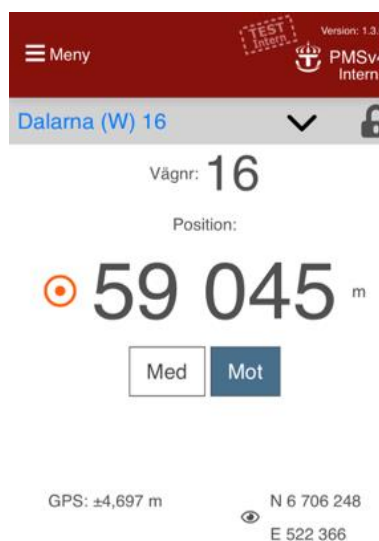 TEST
Intern
Version: 1.3.
Meny
PMSv4
Intern
Dalarna (W) 16
Vägnr: 16
Position:
59 045 m
Med
Mot
GPS: ±4,697 m
N 6 706 248
E 522 366